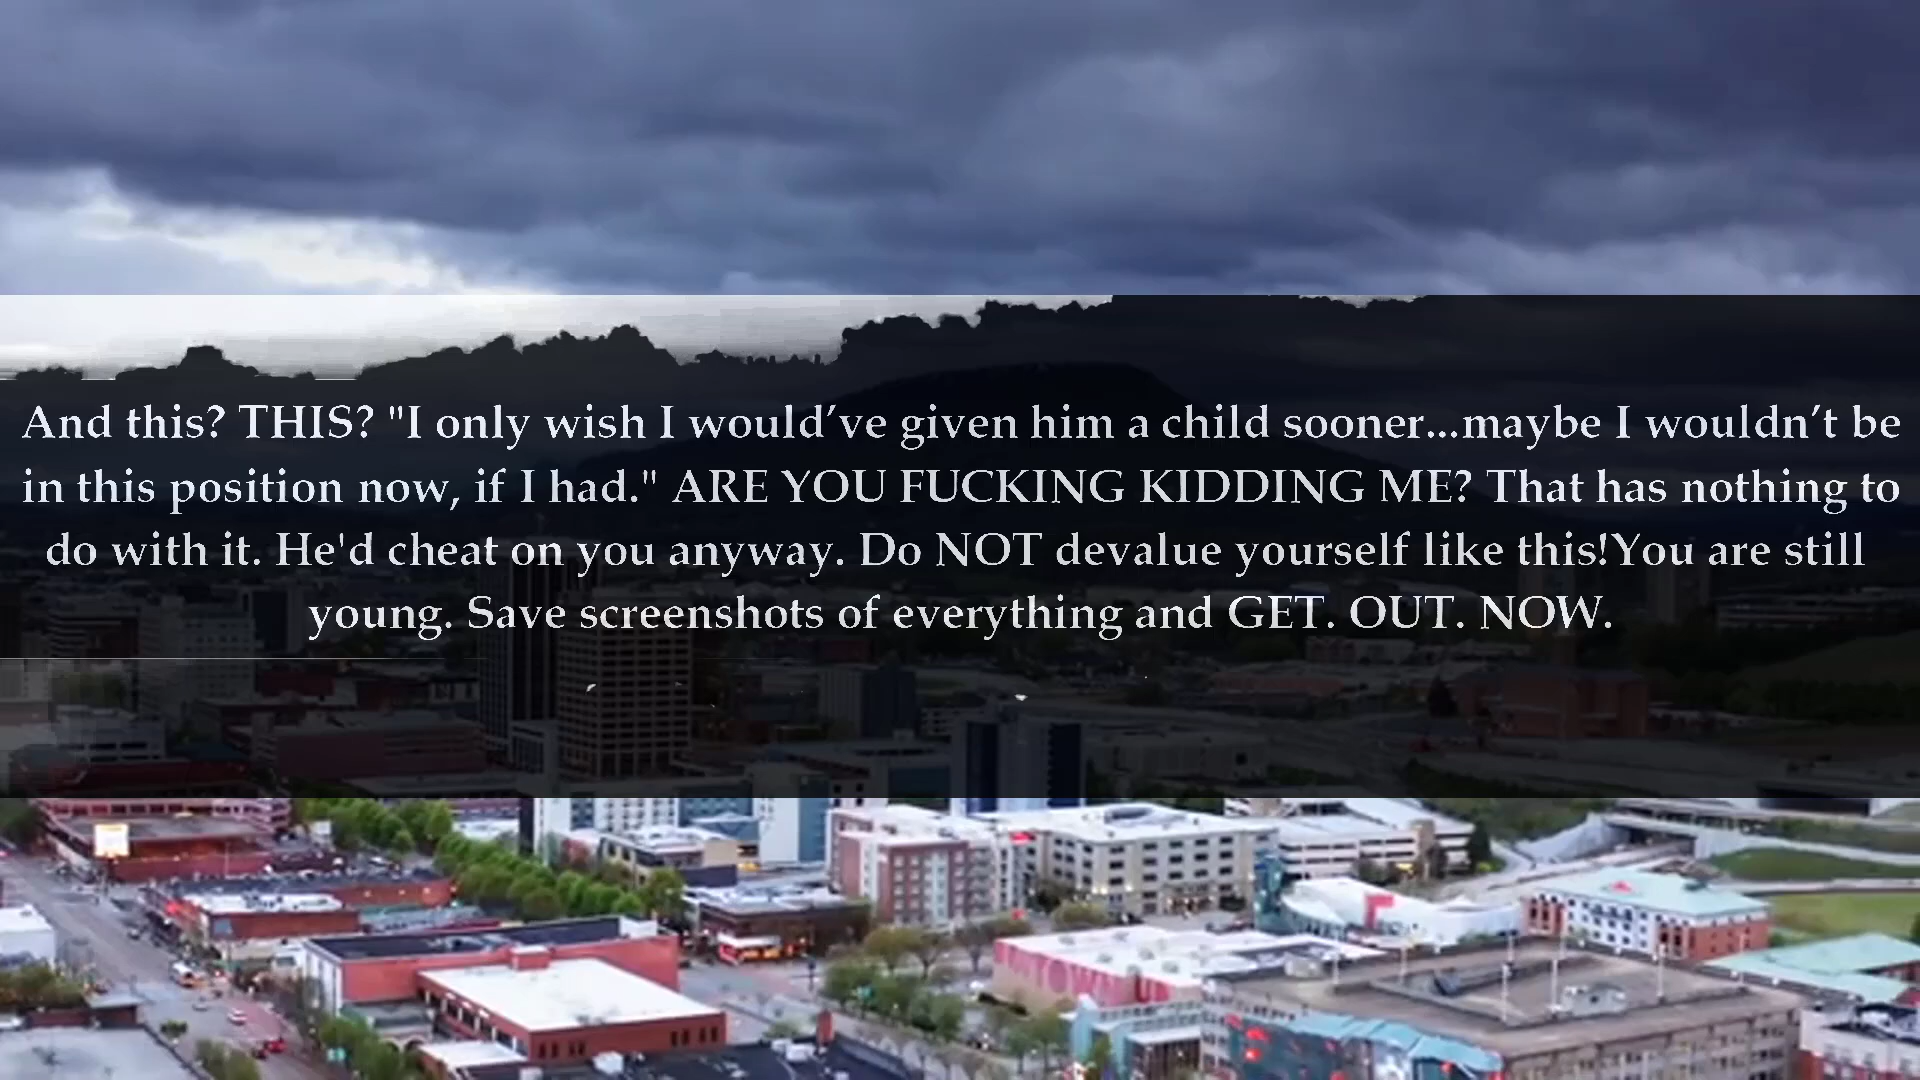 And this? THIS? "I only wish I would’ve given him a child sooner...maybe I wouldn’t be
in this position now, if I had." ARE YOU FUCKING KIDDING ME? That has nothing to
do with it. He'd cheat on you anyway. Do NOT devalue yourself like this!You are still
young. Save screenshots of everything and GET. OUT. NOW.